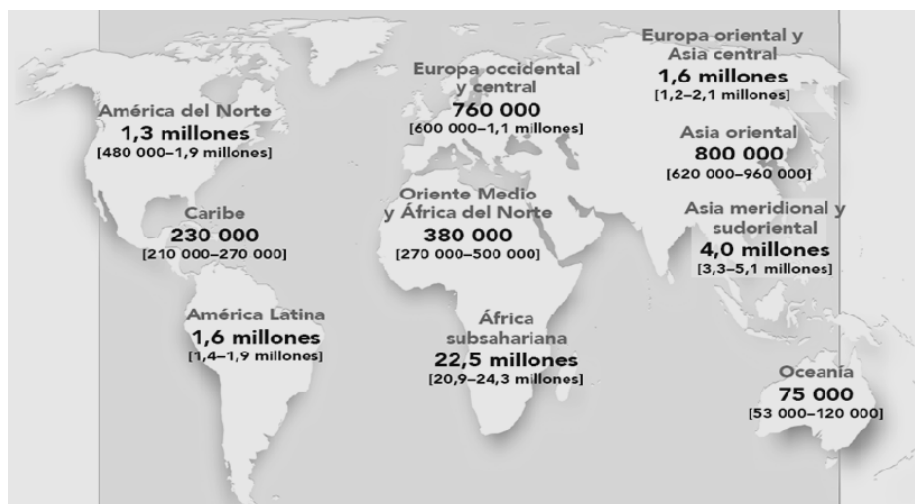 América del Norte
1,3 millones
[480 000–1,9 millones]
Caribe
230 000
[210 000–270 000]
América Latina
1,6 millones
[1,4–1,9 millones]
Europa occidental
y central
760 000
[600 000–1,1 millones]
Oriente Medio
y África del Norte
380 000
[270 000–500 000]
África
subsahariana
22,5 millones
[20,9–24,3 millones]
Europa oriental y
Asia central
1,6 millones
[1,2–2,1 millones]
Asia oriental
800 000
[620 000–960 000]
Asia meridional y
sudoriental
4,0 millones
[3,3–5,1 millones]
Oceanía
75 000
[53 000–120 000]